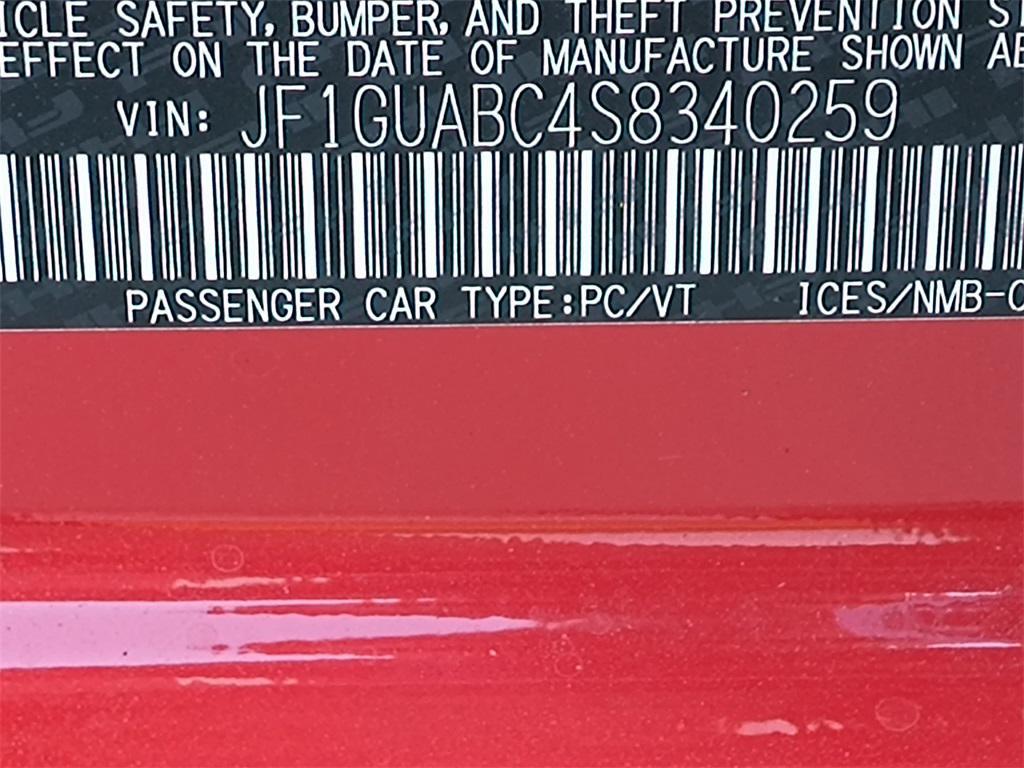 ICLE SAFETY, BUMPER, AND THEFT PREVENTION ST
EFFECT ON THE DATE OF MANUFACTURE SHOWN AB
VIN: JF1GUABC4S8340259
PASSENGER CAR TYPE:PC/VT ICES/NMB-C